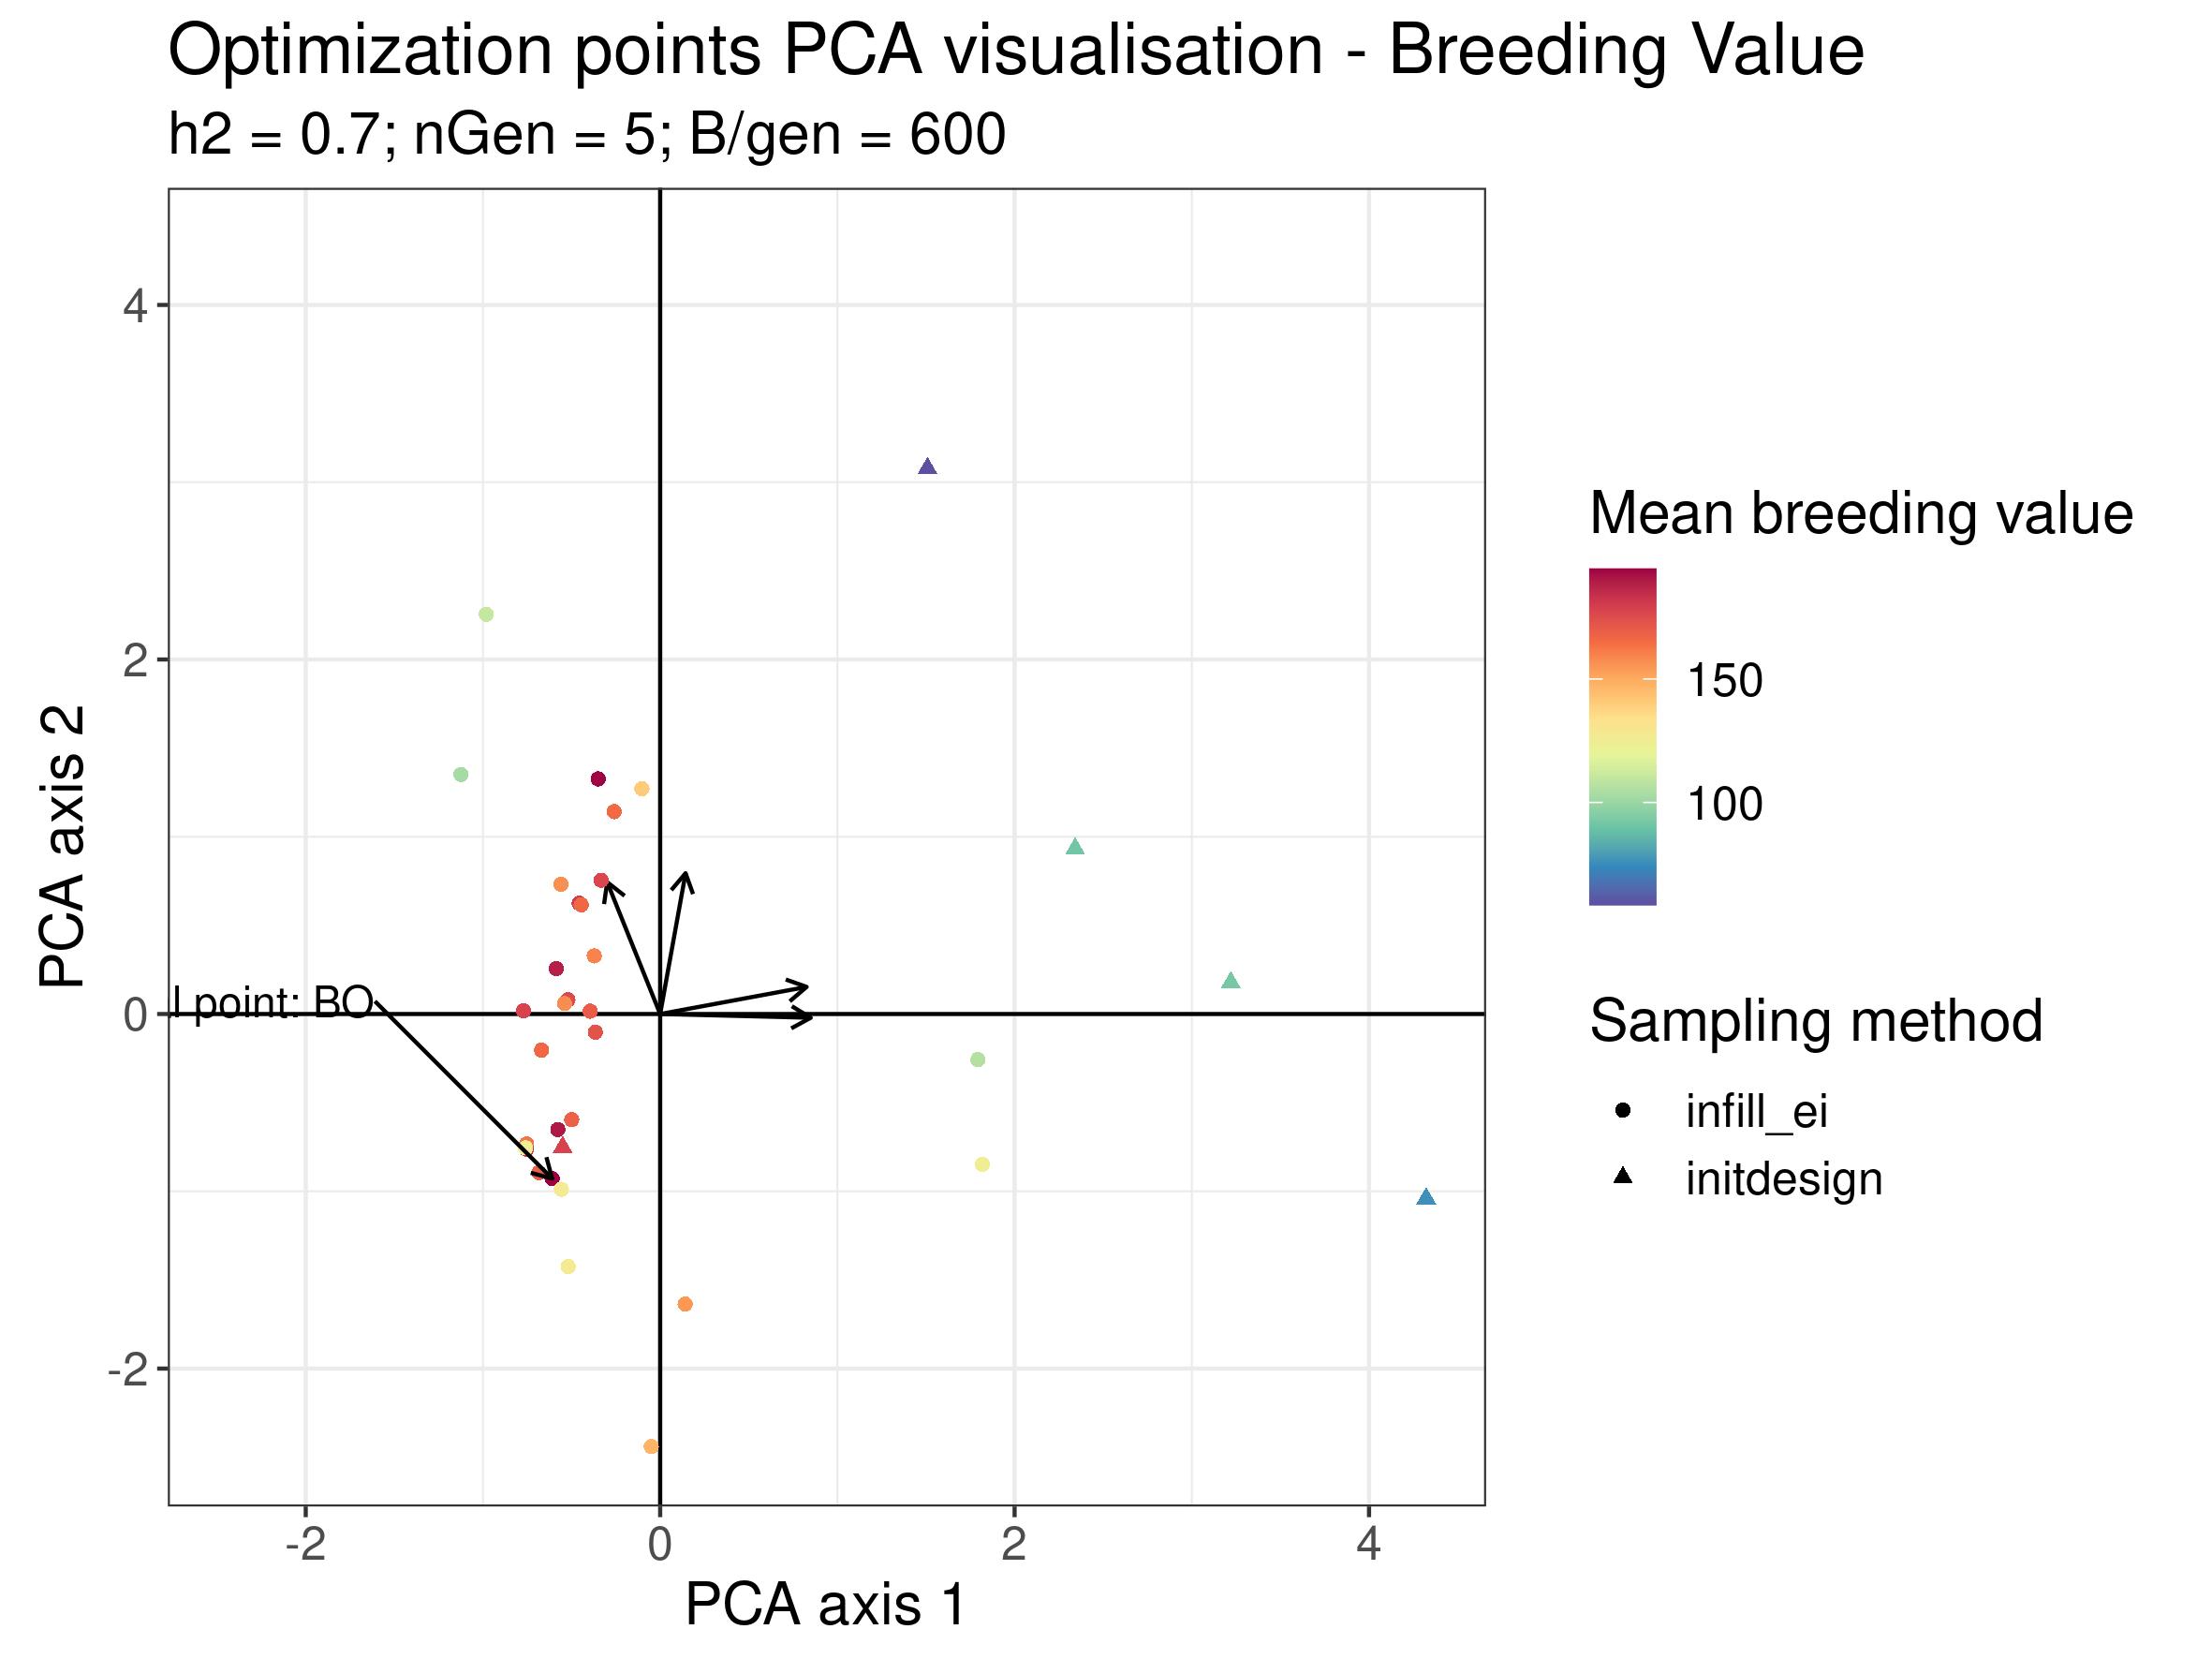 Optimization points PCA visualisation - Breeding Value
h2 = 0.7; nGen = 5; B/gen = 600
PCA axis 2
4
2
0
-2
l point: BO
-2
0
2
4
PCA axis 1
Mean breeding value
150
100
Sampling method
infill_ei
initdesign